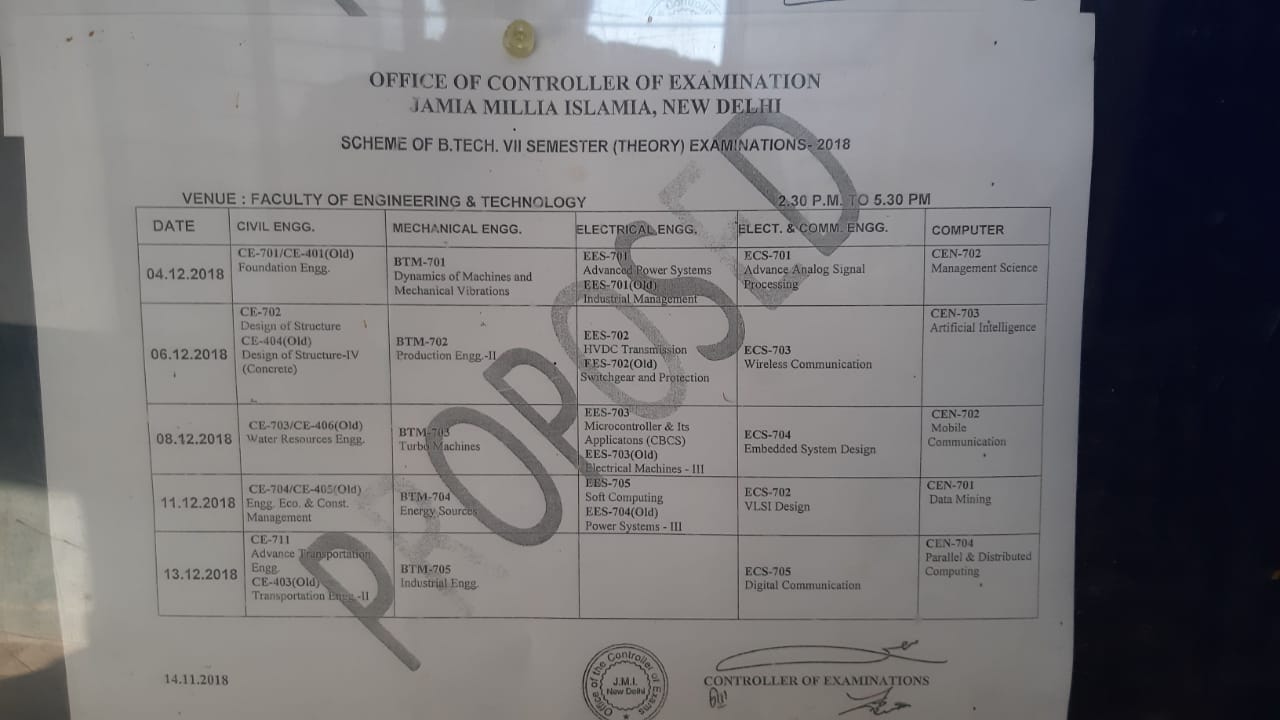 OFFICE OF CONTROLLER OF EXAMINATION
JAMIA MILLIA ISLAMIA, NEW DELHI
SCHEME OF B.TECH. VII SEMESTER (THEORY) EXAMINATIONS- 2018
VENUE : FACULTY OF ENGINEERING & TECHNOLOGY
2.30 P.M. TO 5.30 PM
DATE
CIVIL ENGG.
MECHANICAL ENGG.
ELECTRICAL ENGG.
ELECT. & COMM. ENGG.
COMPUTER
04.12.2018
CE-701/CE-401(Old)
Foundation Engg.
BTM-701
Dynamics of Machines and
Mechanical Vibrations
EES-701
Advanced Power Systems
EES-701(Old)
Industrial Management
ECS-701
Advance Analog Signal
Processing
CEN-702
Management Science
06.12.2018
CE-702
Design of Structure
CE-404(Old)
Design of Structure-IV
(Concrete)
BTM-702
Production Engg.-II
EES-702
HVDC Transmission
EES-702(Old)
Switchgear and Protection
ECS-703
Wireless Communication
CEN-703
Artificial Intelligence
08.12.2018
CE-703/CE-406(Old)
Water Resources Engg.
BTM-703
Turbo Machines
EES-703
Microcontroller & Its
Applicatons (CBCS)
EES-703(Old)
Electrical Machines - III
ECS-704
Embedded System Design
CEN-702
Mobile
Communication
11.12.2018
CE-704/CE-405(Old)
Engg. Eco. & Const.
Management
BTM-704
Energy Sources
EES-705
Soft Computing
EES-704(Old)
Power Systems - III
ECS-702
VLSI Design
CEN-701
Data Mining
13.12.2018
CE-711
Advance Transportation
Engg.
CE-403(Old)
Transportation Engg.-II
BTM-705
Industrial Engg.
ECS-705
Digital Communication
CEN-704
Parallel & Distributed
Computing
PROPOSED
14.11.2018
Office of the Controller of Exams
J.M.I.
New Delhi
CONTROLLER OF EXAMINATIONS